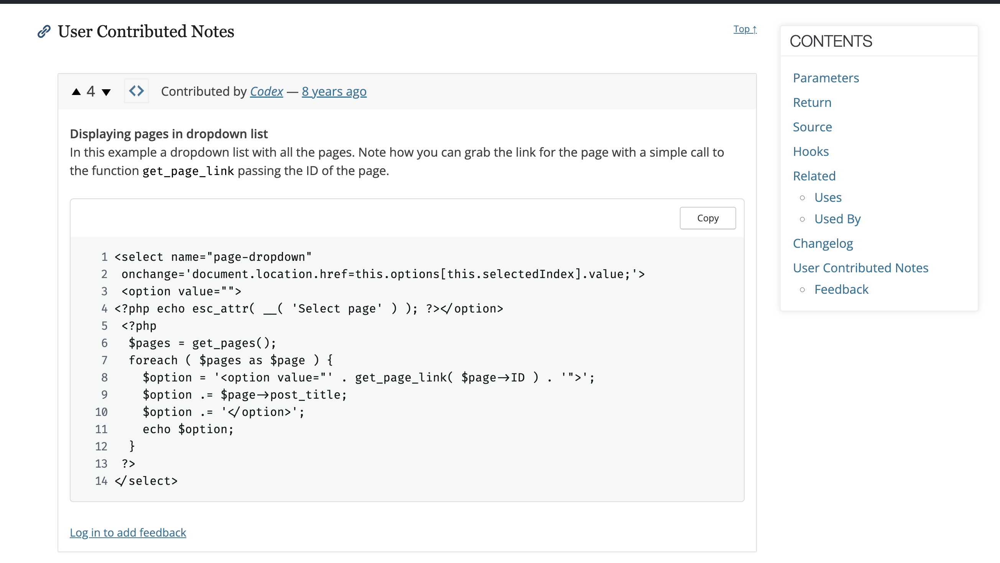 User Contributed Notes
Top ↑
▲ 4 ▼ <> Contributed by Codex — 8 years ago
Displaying pages in dropdown list
In this example a dropdown list with all the pages. Note how you can grab the link for the page with a simple call to
the function get_page_link passing the ID of the page.
Copy
1 <select name="page-dropdown"
2  onchange='document.location.href=this.options[this.selectedIndex].value;'>
3  <option value="">
4 <?php echo esc_attr( __( 'Select page' ) ); ?></option>
5  <?php
6   $pages = get_pages();
7   foreach ( $pages as $page ) {
8     $option = '<option value="' . get_page_link( $page->ID ) . '">';
9     $option .= $page->post_title;
10     $option .= '</option>';
11     echo $option;
12   }
13  ?>
14 </select>
Log in to add feedback
CONTENTS
Parameters
Return
Source
Hooks
Related
Uses
Used By
Changelog
User Contributed Notes
Feedback